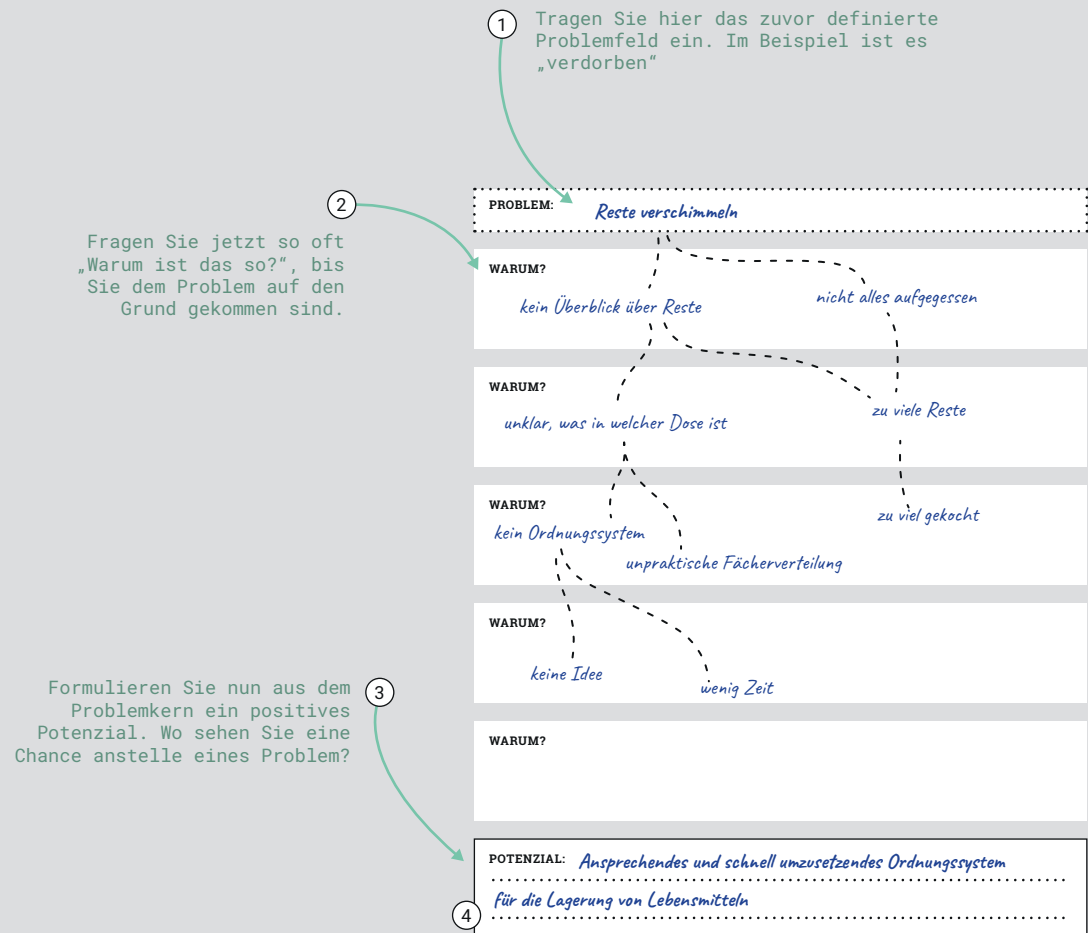 1
Tragen Sie hier das zuvor definierte
Problemfeld ein. Im Beispiel ist es
„verdorben“
2
Fragen Sie jetzt so oft
„Warum ist das so?“, bis
Sie dem Problem auf den
Grund gekommen sind.
PROBLEM: Reste verschimmeln
WARUM?
kein Überblick über Reste
nicht alles aufgegessen
WARUM?
unklar, was in welcher Dose ist
zu viele Reste
WARUM?
kein Ordnungssystem
zu viel gekocht
unpraktische Fächerverteilung
WARUM?
keine Idee
wenig Zeit
3
Formulieren Sie nun aus dem
Problemkern ein positives
Potenzial. Wo sehen Sie eine
Chance anstelle eines Problem?
WARUM?
POTENZIAL: Ansprechendes und schnell umzusetzendes Ordnungssystem
für die Lagerung von Lebensmitteln
4